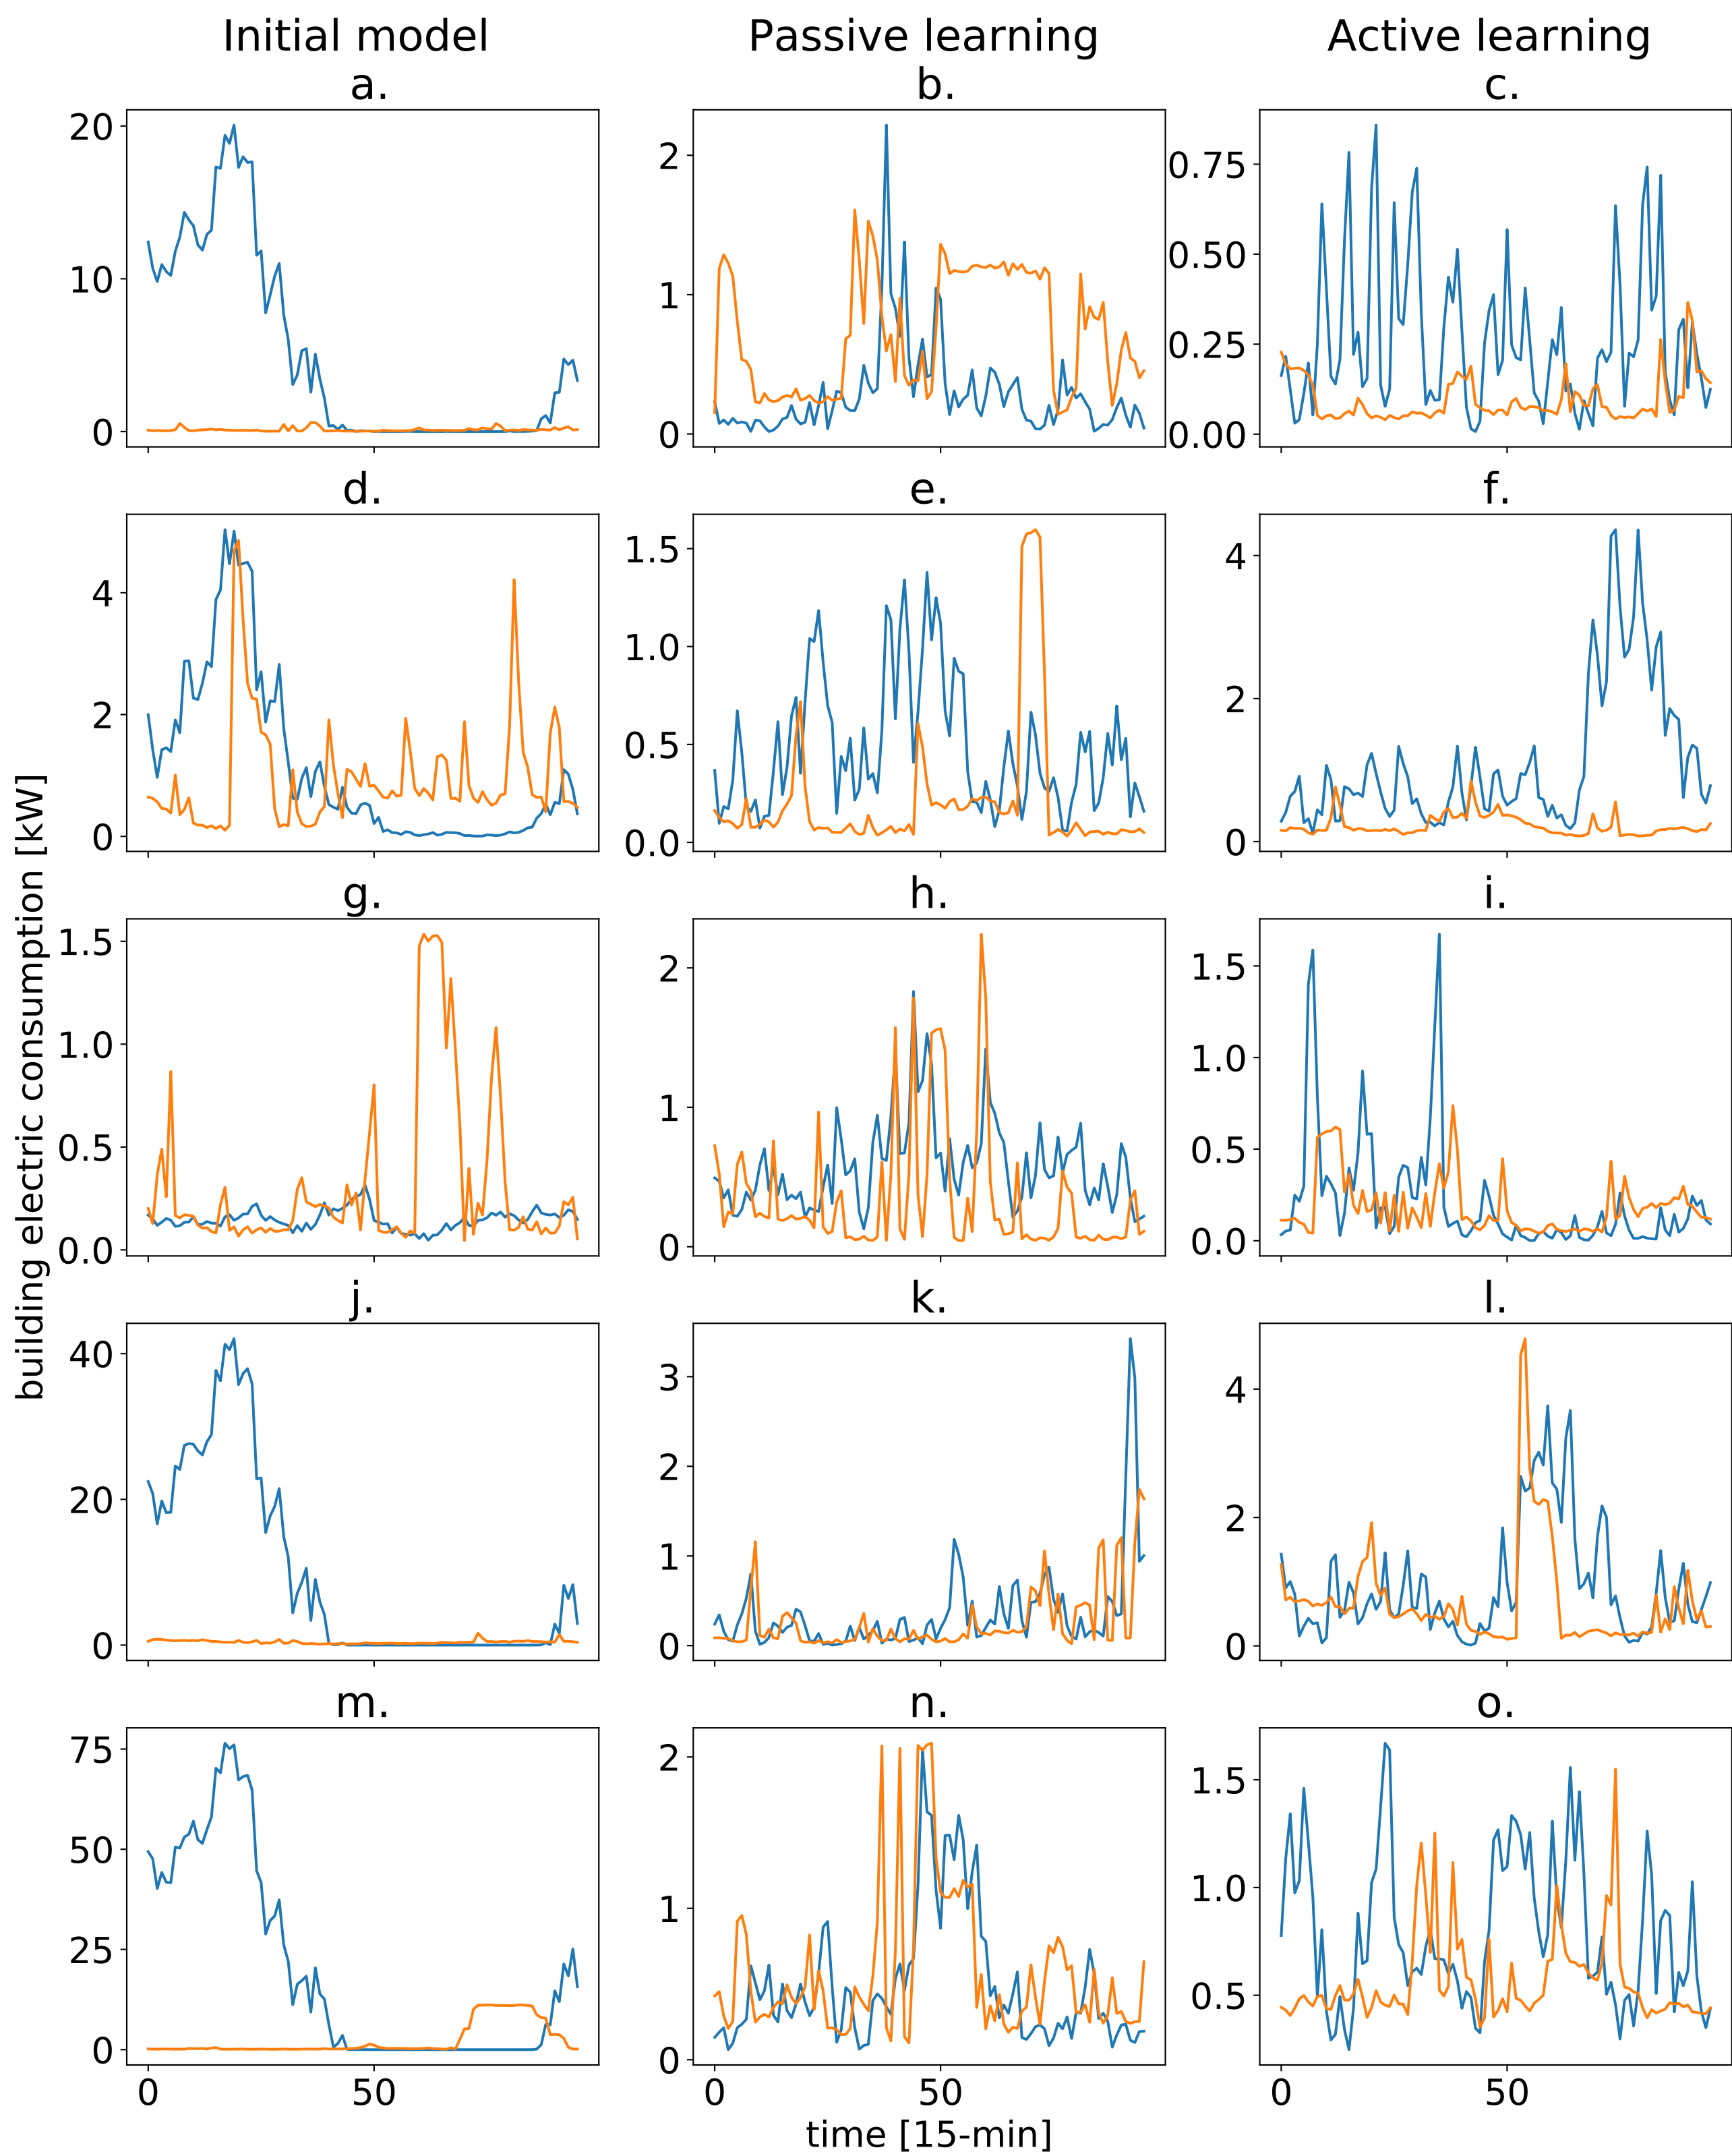 Initial model
Passive learning
Active learning
a.
b.
c.
20
10
0
2
1
0
0.75
0.50
0.25
0.00
d.
e.
f.
4
2
0
1.5
1.0
0.5
0.0
4
2
0
g.
h.
i.
1.5
1.0
0.5
0.0
2
1
0
1.5
1.0
0.5
0.0
building electric consumption [kW]
j.
k.
l.
40
20
0
3
2
1
0
4
2
0
m.
n.
o.
75
50
25
0
2
1
0
1.5
1.0
0.5
0
50
0
50
0
50
time [15-min]